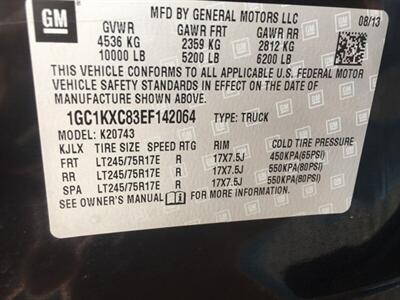 GM MFD BY GENERAL MOTORS LLC 08/13
GVWR GAWR FRT GAWR RR
4536 KG 2359 KG 2812 KG
10000 LB 5200 LB 6200 LB
THIS VEHICLE CONFORMS TO ALL APPLICABLE U.S. FEDERAL MOTOR
VEHICLE SAFETY STANDARDS IN EFFECT ON THE DATE OF
MANUFACTURE SHOWN ABOVE.
1GC1KXC83EF142064 TYPE: TRUCK
MODEL: K20743
KJLX TIRE SIZE SPEED RTG RIM COLD TIRE PRESSURE
FRT LT245/75R17E R 17X7.5J 450KPA(65PSI)
RR LT245/75R17E R 17X7.5J 550KPA(80PSI)
SPA LT245/75R17E R 17X7.5J 550KPA(80PSI)
SEE OWNER'S MANUAL FOR MORE INFORMATION.